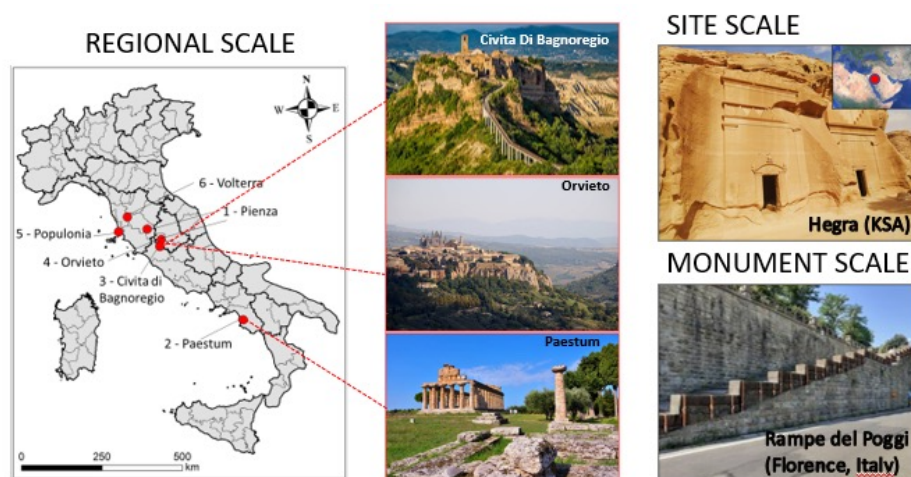 REGIONAL SCALE
N
W E
S
6 - Volterra
1 - Pienza
5 - Populonia
4 - Orvieto
3 - Civita di
Bagnoregio
2 - Paestum
0 250 500
km
Civita Di Bagnoregio
Orvieto
Paestum
SITE SCALE
Hegra (KSA)
MONUMENT SCALE
Rampe del Poggi
(Florence, Italy)